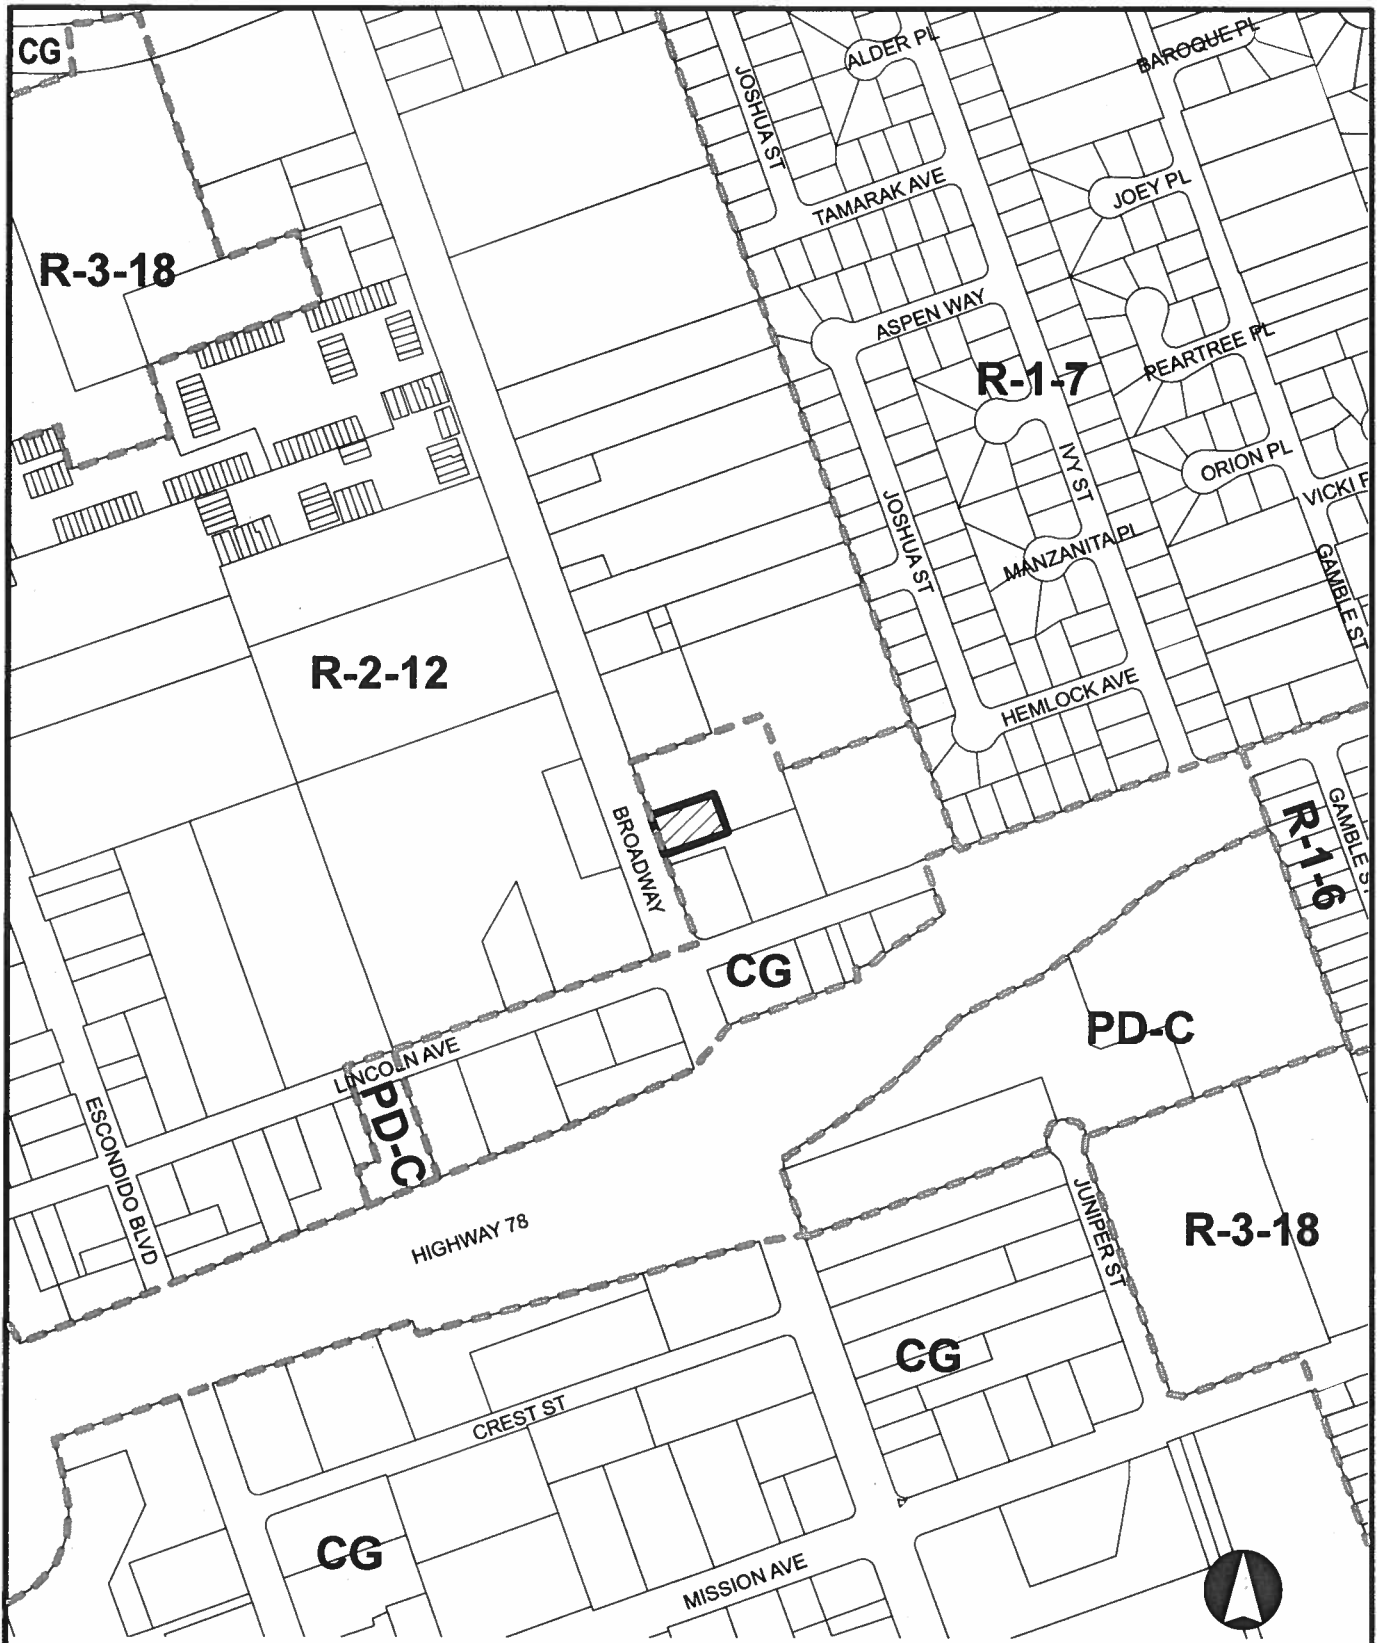 CG
ALDER PL
BAROQUE PL
JOSHUA ST
TAMARAK AVE
JOEY PL
R-3-18
ASPEN WAY
PEARTREE PL
R-1-7
IVY ST
ORION PL
VICKI P
JOSHUA ST
MANZANITA PL
GAMBLE ST
R-2-12
HEMLOCK AVE
BROADWAY
GAMBLE ST
R-1-6
CG
PD-C
LINCOLN AVE
PD-C
ESCONDIDO BLVD
HIGHWAY 78
JUNIPER ST
R-3-18
CG
CREST ST
CG
MISSION AVE